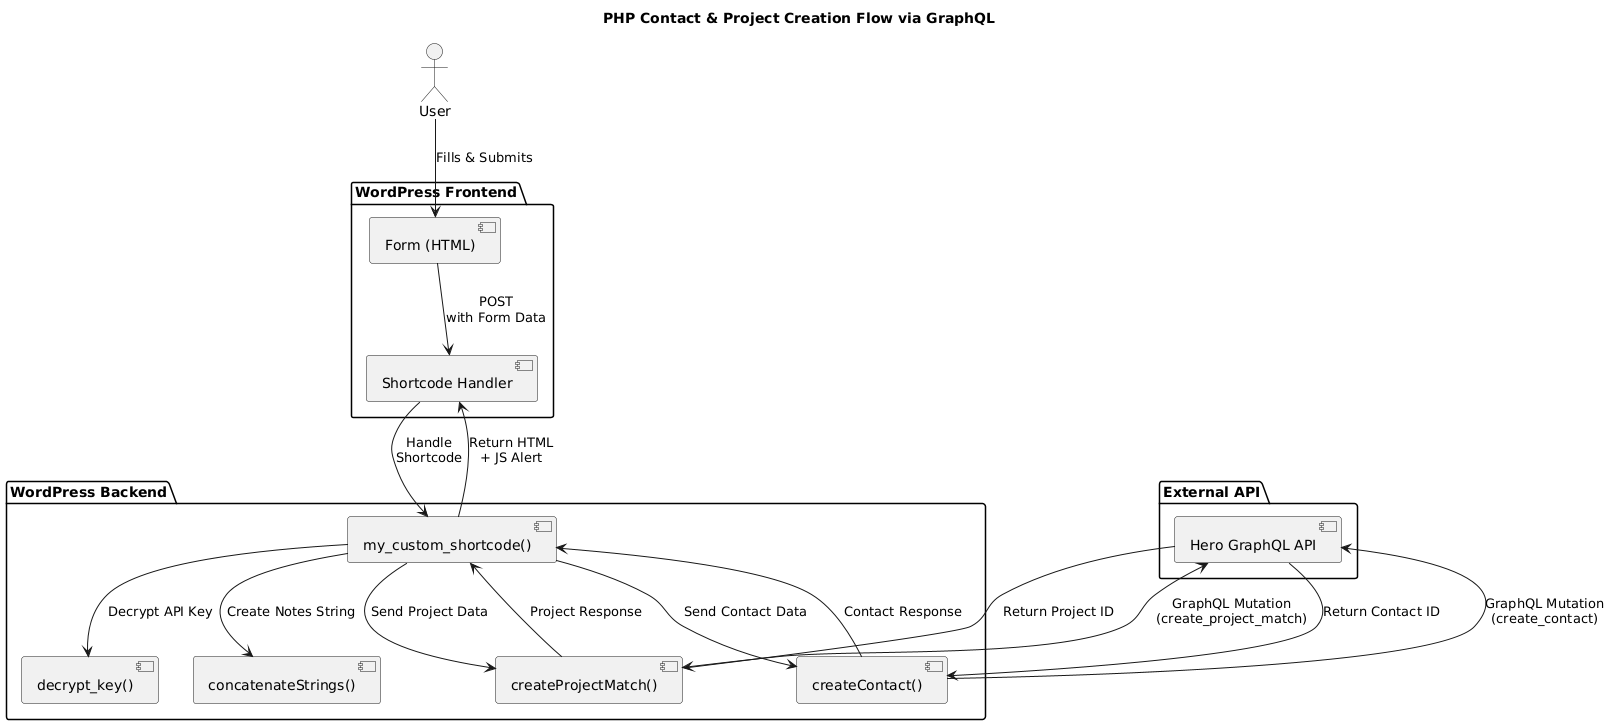 PHP Contact & Project Creation Flow via GraphQL
User
Fills & Submits
WordPress Frontend
Form (HTML)
POST
with Form Data
Shortcode Handler
Handle
Shortcode
Return HTML
+ JS Alert
WordPress Backend
External API
my_custom_shortcode()
Hero GraphQL API
Decrypt API Key
Create Notes String
Send Project Data
Project Response
Send Contact Data
Contact Response
Return Project ID
GraphQL Mutation
(create_project_match)
Return Contact ID
GraphQL Mutation
(create_contact)
decrypt_key()
concatenateStrings()
createProjectMatch()
createContact()